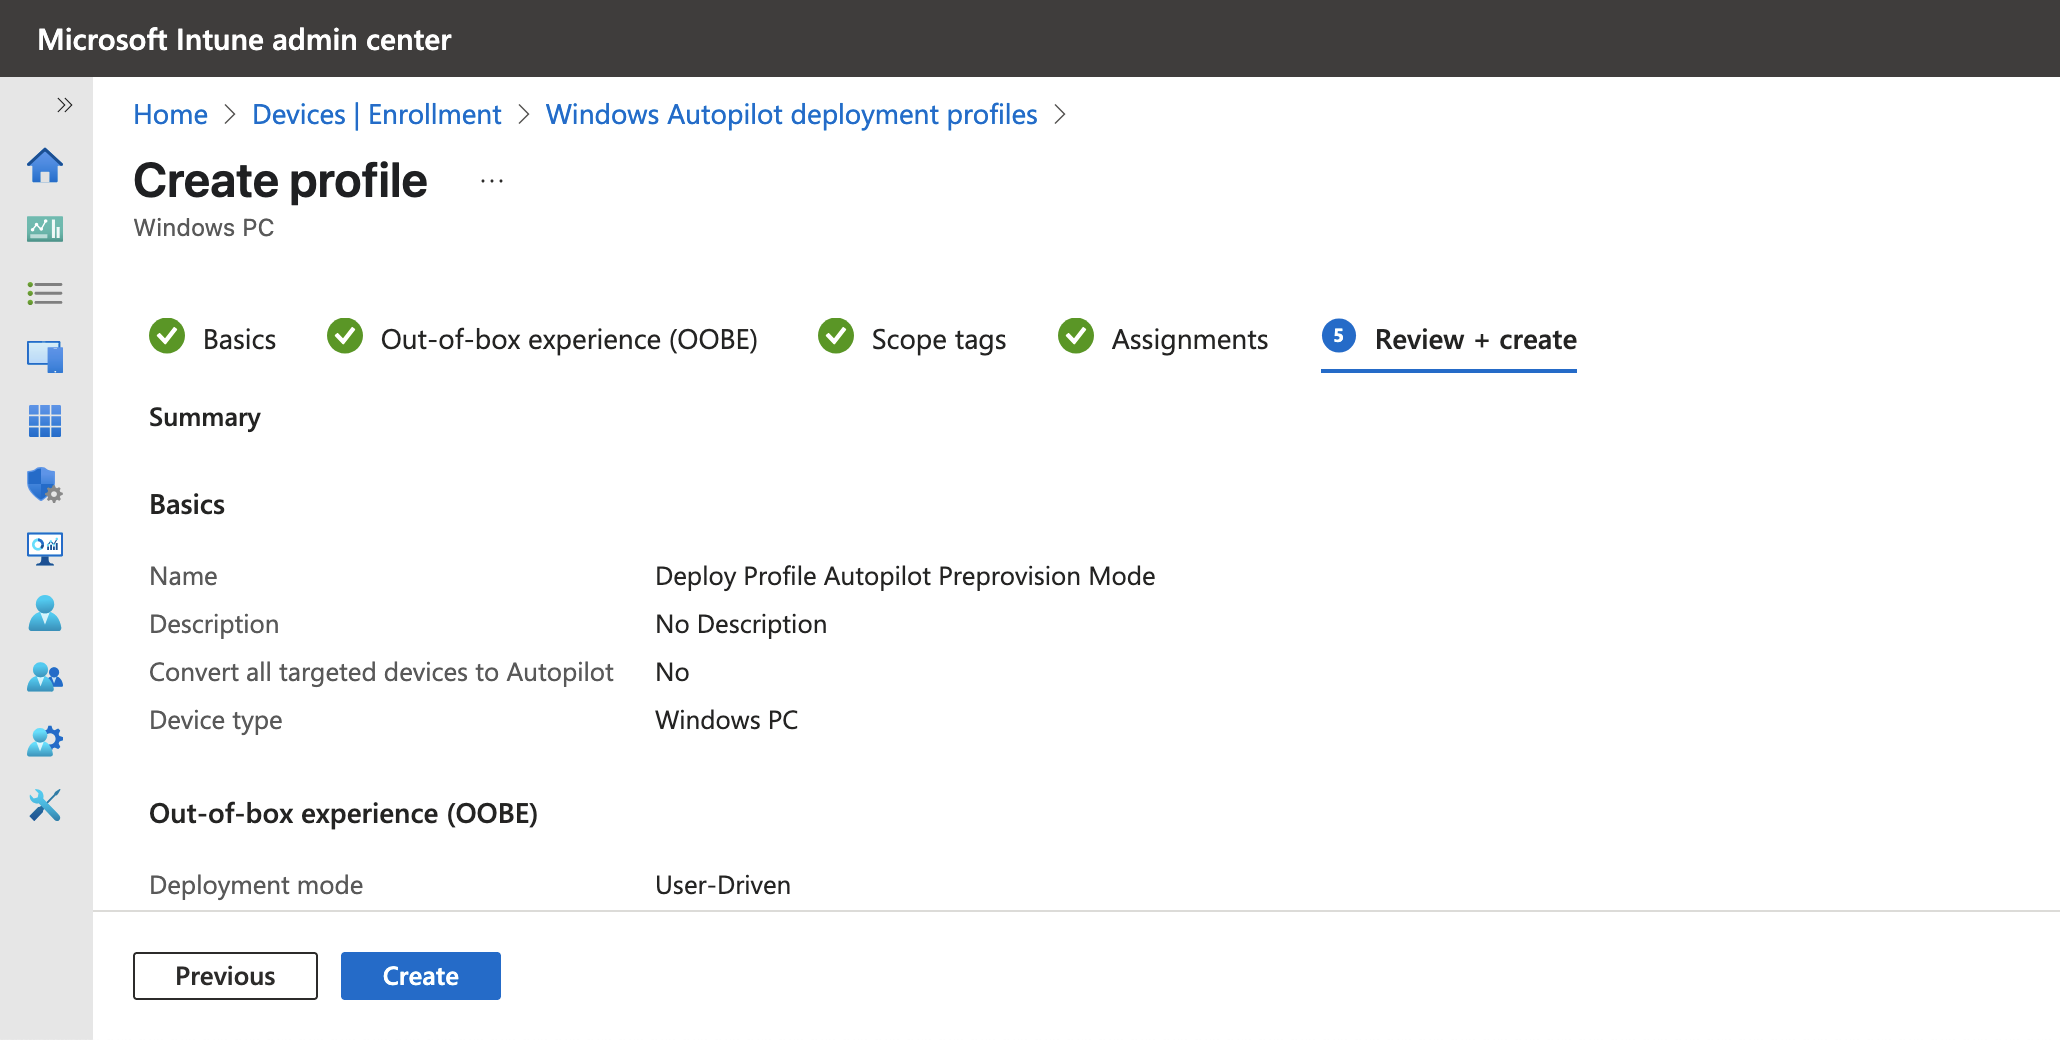 Microsoft Intune admin center
Home > Devices | Enrollment > Windows Autopilot deployment profiles >
Create profile ...
Windows PC
Basics Out-of-box experience (OOBE) Scope tags Assignments 5 Review + create
Summary
Basics
Name Deploy Profile Autopilot Preprovision Mode
Description No Description
Convert all targeted devices to Autopilot No
Device type Windows PC
Out-of-box experience (OOBE)
Deployment mode User-Driven
Previous Create